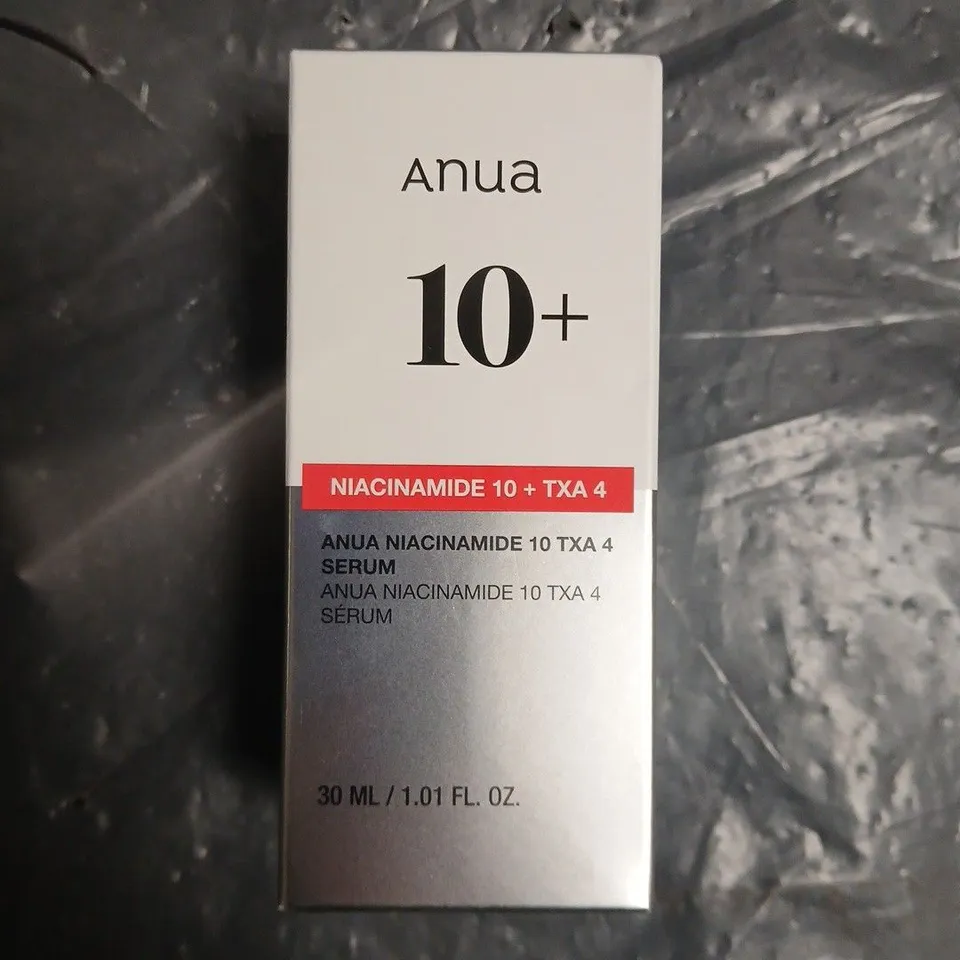 Anua
10+
NIACINAMIDE 10 + TXA 4
ANUA NIACINAMIDE 10 TXA 4
SERUM
ANUA NIACINAMIDE 10 TXA 4
SÉRUM
30 ML / 1.01 FL. OZ.